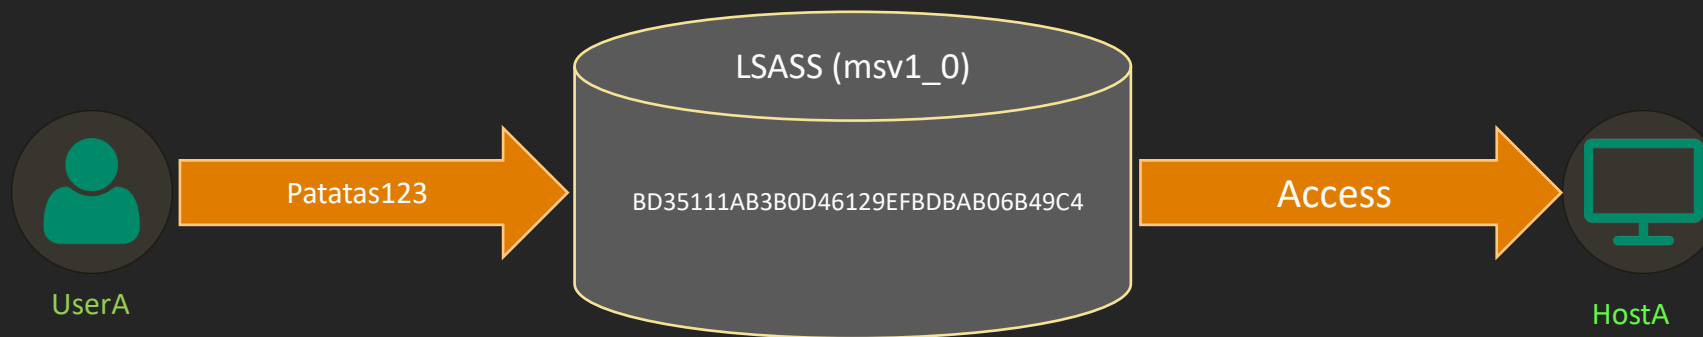 LSASS (msv1_0)
Patatas123
BD35111AB3B0D46129EFBDBAB06B49C4
Access
UserA
HostA